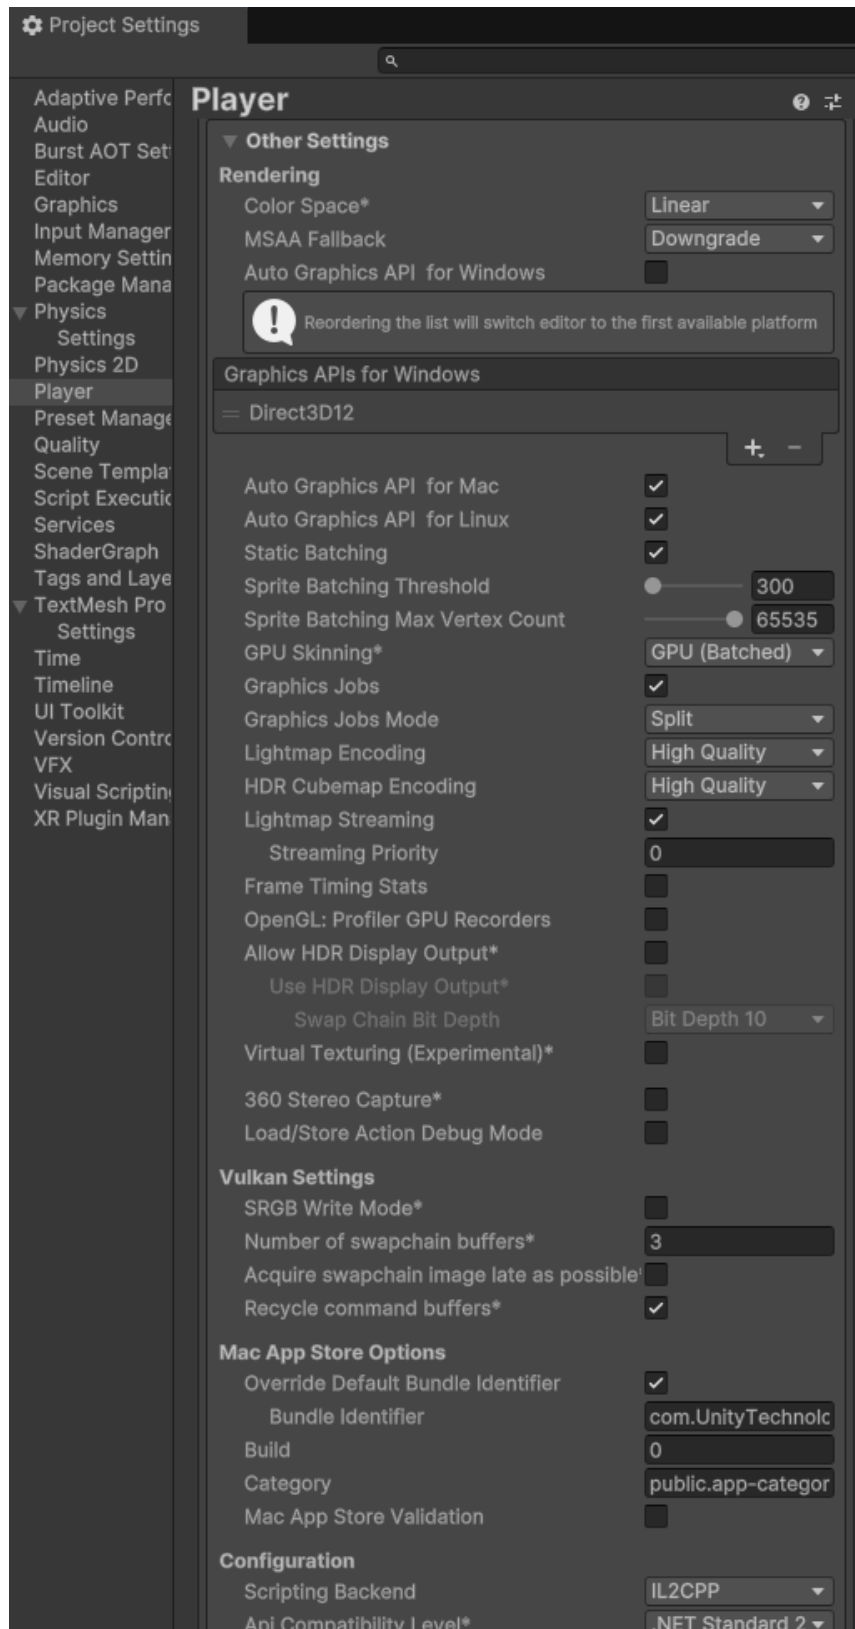 Project Settings
Player
Adaptive Perfc
Audio
Burst AOT Set
Editor
Graphics
Input Manager
Memory Settin
Package Mana
Physics
Settings
Physics 2D
Player
Preset Manage
Quality
Scene Templa
Script Executic
Services
ShaderGraph
Tags and Laye
TextMesh Pro
Settings
Time
Timeline
UI Toolkit
Version Contro
VFX
Visual Scripting
XR Plugin Man
Other Settings
Rendering
Color Space* Linear
MSAA Fallback Downgrade
Auto Graphics API for Windows
Reordering the list will switch editor to the first available platform
Graphics APIs for Windows
Direct3D12
Auto Graphics API for Mac
Auto Graphics API for Linux
Static Batching
Sprite Batching Threshold 300
Sprite Batching Max Vertex Count 65535
GPU Skinning* GPU (Batched)
Graphics Jobs
Graphics Jobs Mode Split
Lightmap Encoding High Quality
HDR Cubemap Encoding High Quality
Lightmap Streaming
Streaming Priority 0
Frame Timing Stats
OpenGL: Profiler GPU Recorders
Allow HDR Display Output*
Use HDR Display Output*
Swap Chain Bit Depth Bit Depth 10
Virtual Texturing (Experimental)*
360 Stereo Capture*
Load/Store Action Debug Mode
Vulkan Settings
SRGB Write Mode*
Number of swapchain buffers* 3
Acquire swapchain image late as possible*
Recycle command buffers*
Mac App Store Options
Override Default Bundle Identifier
Bundle Identifier com.UnityTechnolo
Build 0
Category public.app-categor
Mac App Store Validation
Configuration
Scripting Backend IL2CPP
Api Compatibility Level* .NET Standard 2